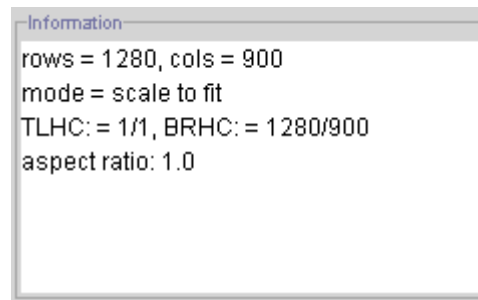 Information
rows = 1280, cols = 900
mode = scale to fit
TLHC: = 1/1, BRHC: = 1280/900
aspect ratio: 1.0